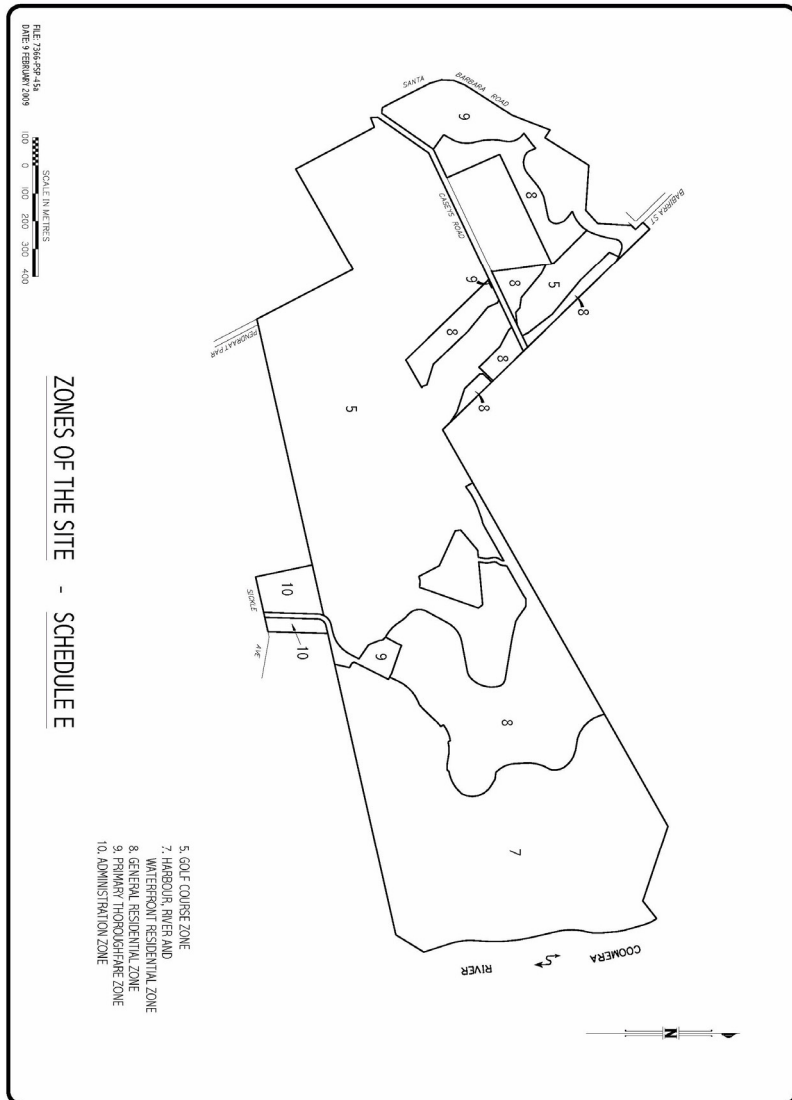 SANTA
BARBARA ROAD
BABIRRA ST
9
8
CASEYS ROAD
9
8
5
8
8
8
8
PENDRAAT PAR
5
10
SICKLE
AVE
10
9
8
7
COOMERA
RIVER
N
5. GOLF COURSE ZONE
7. HARBOUR, RIVER AND
WATERFRONT RESIDENTIAL ZONE
8. GENERAL RESIDENTIAL ZONE
9. PRIMARY THOROUGHFARE ZONE
10. ADMINISTRATION ZONE
ZONES OF THE SITE - SCHEDULE E
SCALE IN METRES
100 0 100 200 300 400
FILE: 7366-PSP-45a
DATE: 9 FEBRUARY 2009